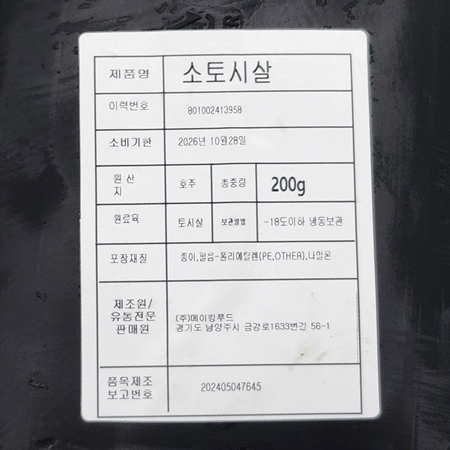 제품명 소토시살
이력번호 801002413958
소비기한 2026년 10월28일
원산지 호주 총중량 200g
원료육 토시살 보관방법 -18도이하 냉동보관
포장재질 종이,필름-폴리에틸렌(PE,OTHER),나일론
제조원/
유통전문
판매원
(주)메이킹푸드
경기도 남양주시 금강로1633번긴 56-1
품목제조
보고번호
202405047645